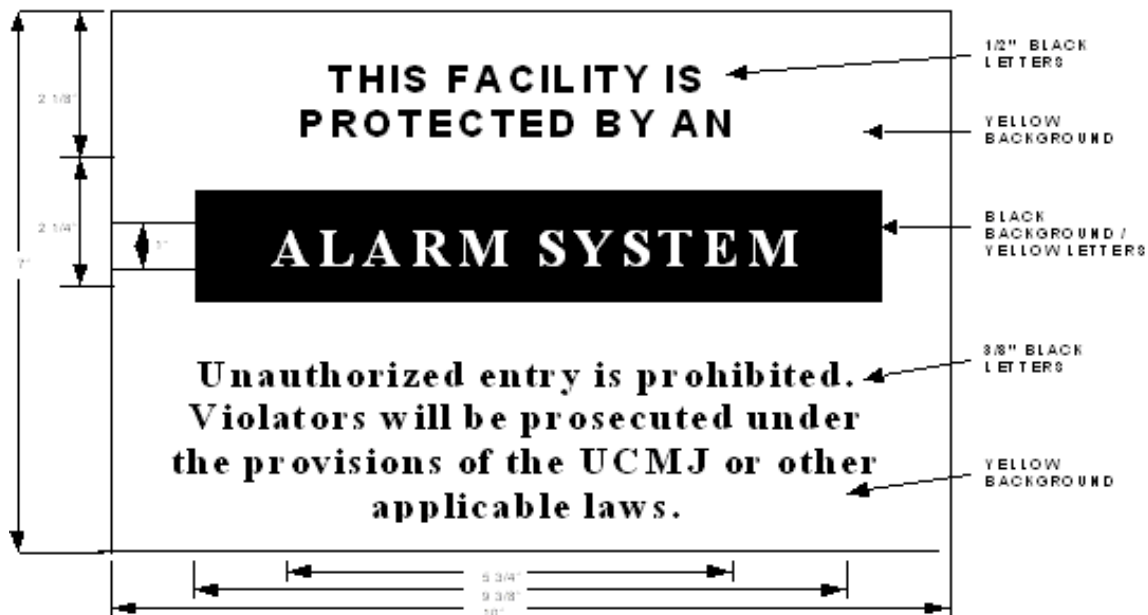 THIS FACILITY IS
PROTECTED BY AN
ALARM SYSTEM
Unauthorized entry is prohibited.
Violators will be prosecuted under
the provisions of the UCMJ or other
applicable laws.
1/2" BLACK
LETTERS
YELLOW
BACKGROUND
BLACK
BACKGROUND /
YELLOW LETTERS
3/8" BLACK
LETTERS
YELLOW
BACKGROUND
2 1/8"
2 1/4"
1"
7"
5 3/4"
9 3/8"
10"